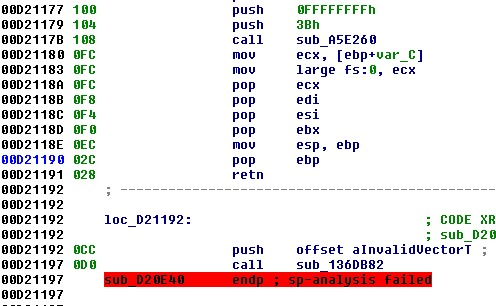 00D21177 100 push 0FFFFFFFFh
00D21179 104 push 3Bh
00D2117B 108 call sub_A5E260
00D21180 0FC mov ecx, [ebp+var_C]
00D21183 0FC mov large fs:0, ecx
00D2118A 0FC pop ecx
00D2118B 0F8 pop edi
00D2118C 0F4 pop esi
00D2118D 0F0 pop ebx
00D2118E 0EC mov esp, ebp
00D21190 02C pop ebp
00D21191 028 retn
00D21192 ; ---------------------------------------------------------------------------
00D21192
00D21192 loc_D21192: ; CODE XR
00D21192 ; sub_D20
00D21192 0CC push offset aInvalidVectorT ;
00D21197 0D0 call sub_136DB82
00D21197 sub_D20E40 endp ; sp-analysis failed
00D21197